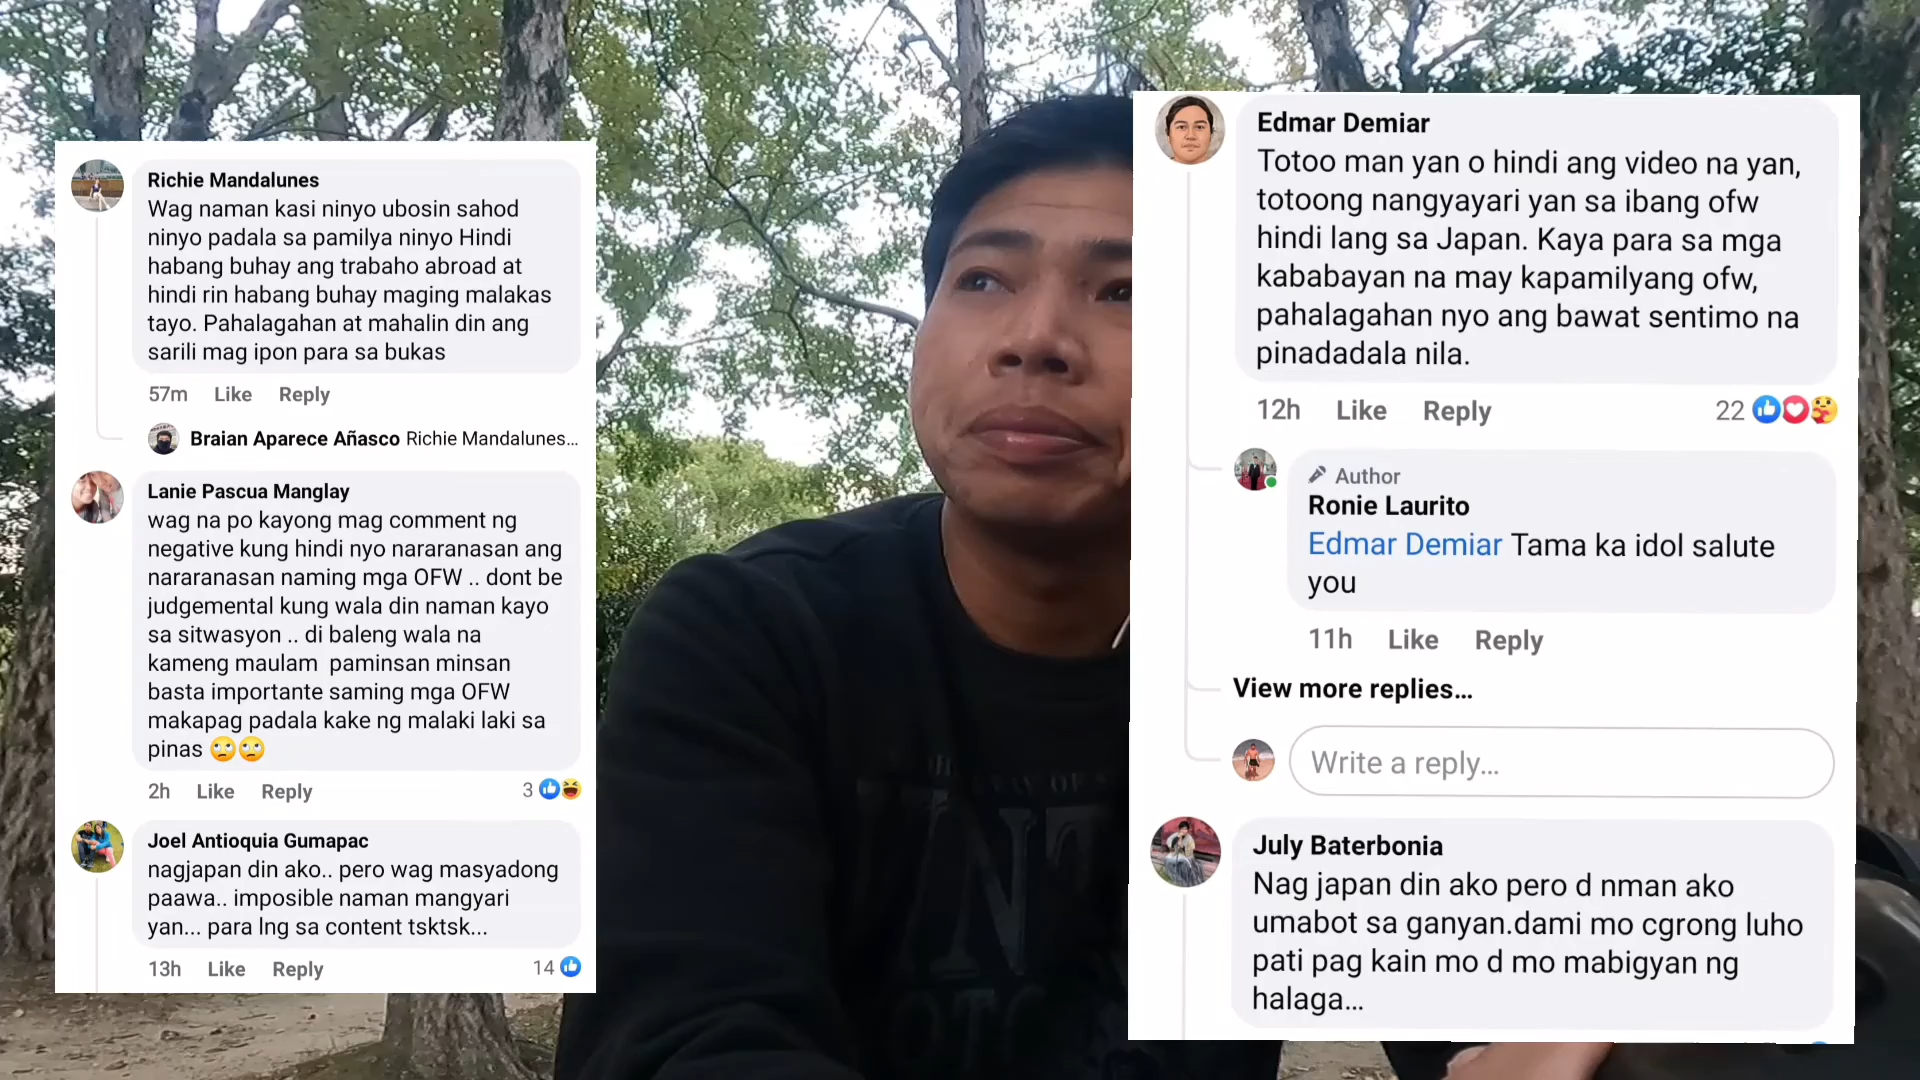 Richie Mandalunes
Wag naman kasi ninyo ubosin sahod
ninyo padala sa pamilya ninyo Hindi
habang buhay ang trabaho abroad at
hindi rin habang buhay maging malakas
tayo. Pahalagahan at mahalin din ang
sarili mag ipon para sa bukas
57m Like Reply
Braian Aparece Añasco Richie Mandalunes...
Lanie Pascua Manglay
wag na po kayong mag comment ng
negative kung hindi nyo nararanasan ang
nararanasan naming mga OFW .. dont be
judgemental kung wala din naman kayo
sa sitwasyon .. di baleng wala na
kameng maulam paminsan minsan
basta importante saming mga OFW
makapag padala kake ng malaki laki sa
pinas 🙄🙄
2h Like Reply 3
Joel Antioquia Gumapac
nagjapan din ako.. pero wag masyadong
paawa.. imposible naman mangyari
yan... para lng sa content tsktsk...
13h Like Reply 14
Edmar Demiar
Totoo man yan o hindi ang video na yan,
totoong nangyayari yan sa ibang ofw
hindi lang sa Japan. Kaya para sa mga
kababayan na may kapamilyang ofw,
pahalagahan nyo ang bawat sentimo na
pinadadala nila.
12h Like Reply 22
Author
Ronie Laurito
Edmar Demiar Tama ka idol salute
you
11h Like Reply
View more replies...
Write a reply...
July Baterbonia
Nag japan din ako pero d nman ako
umabot sa ganyan.dami mo cgrong luho
pati pag kain mo d mo mabigyan ng
halaga...